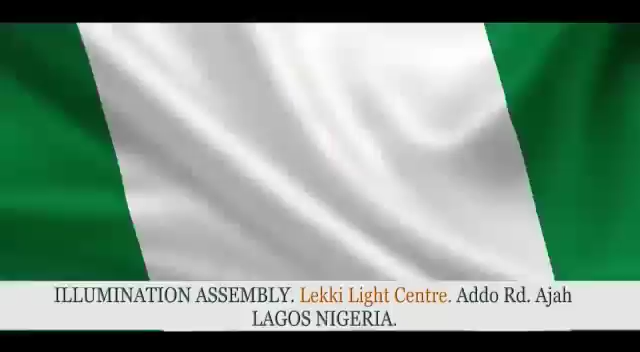 ILLUMINATION ASSEMBLY. Lekki Light Centre. Addo Rd. Ajah
LAGOS NIGERIA.